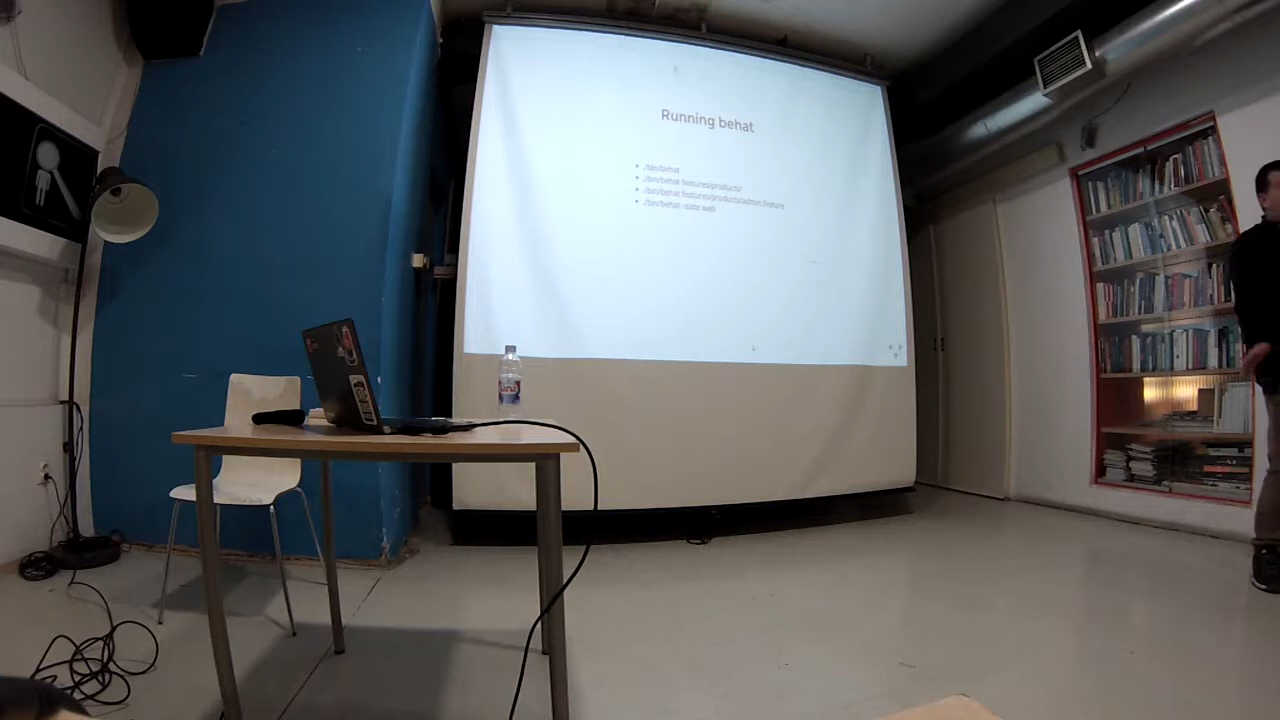 Running behat
• ./bin/behat
• ./bin/behat features/products/
• ./bin/behat features/products/admin.feature
• ./bin/behat --suite web